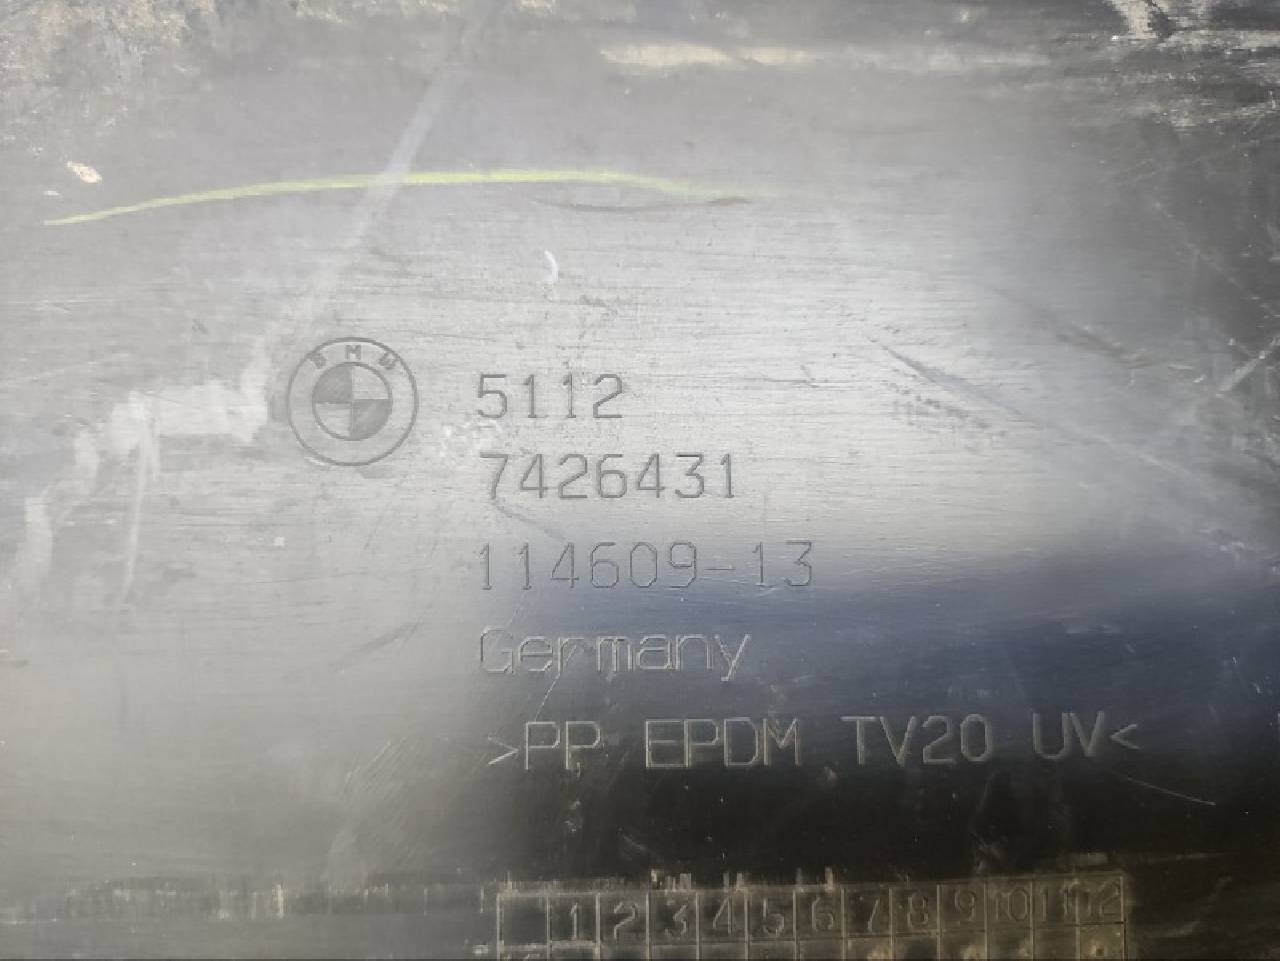 BMW
5112
7426431
114609-13
Germany
>PP EPDM TV20 UV<
1 2 3 4 5 6 7 8 9 10 11 12